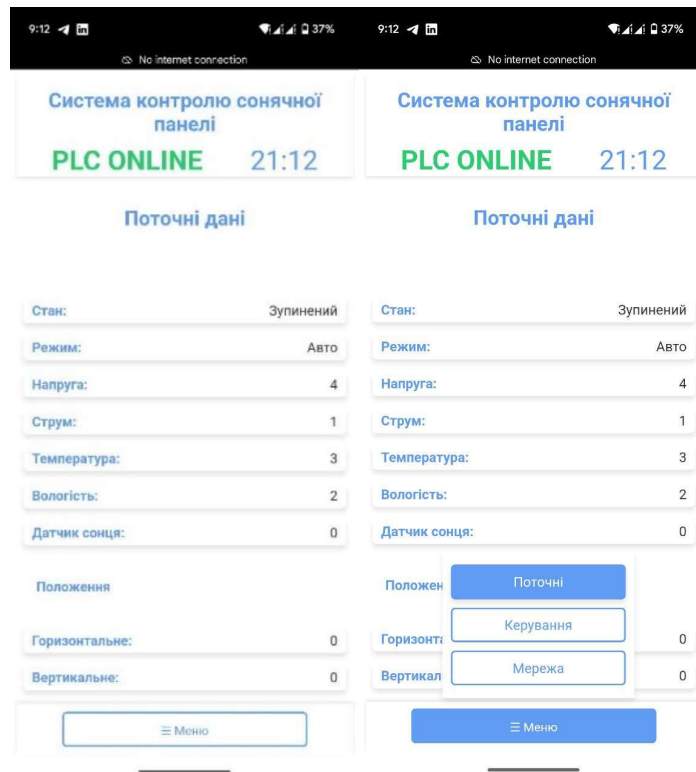 9:12 in 37%
No internet connection
Система контролю сонячної
панелі
PLC ONLINE 21:12
Поточні дані
Стан: Зупинений
Режим: Авто
Напруга: 4
Струм: 1
Температура: 3
Вологість: 2
Датчик сонця: 0
Положення
Горизонтальне: 0
Вертикальне: 0
☰ Меню
9:12 in 37%
No internet connection
Система контролю сонячної
панелі
PLC ONLINE 21:12
Поточні дані
Стан: Зупинений
Режим: Авто
Напруга: 4
Струм: 1
Температура: 3
Вологість: 2
Датчик сонця: 0
Положен
Поточні
Керування
Горизонта 0
Мережа
Вертикал 0
☰ Меню